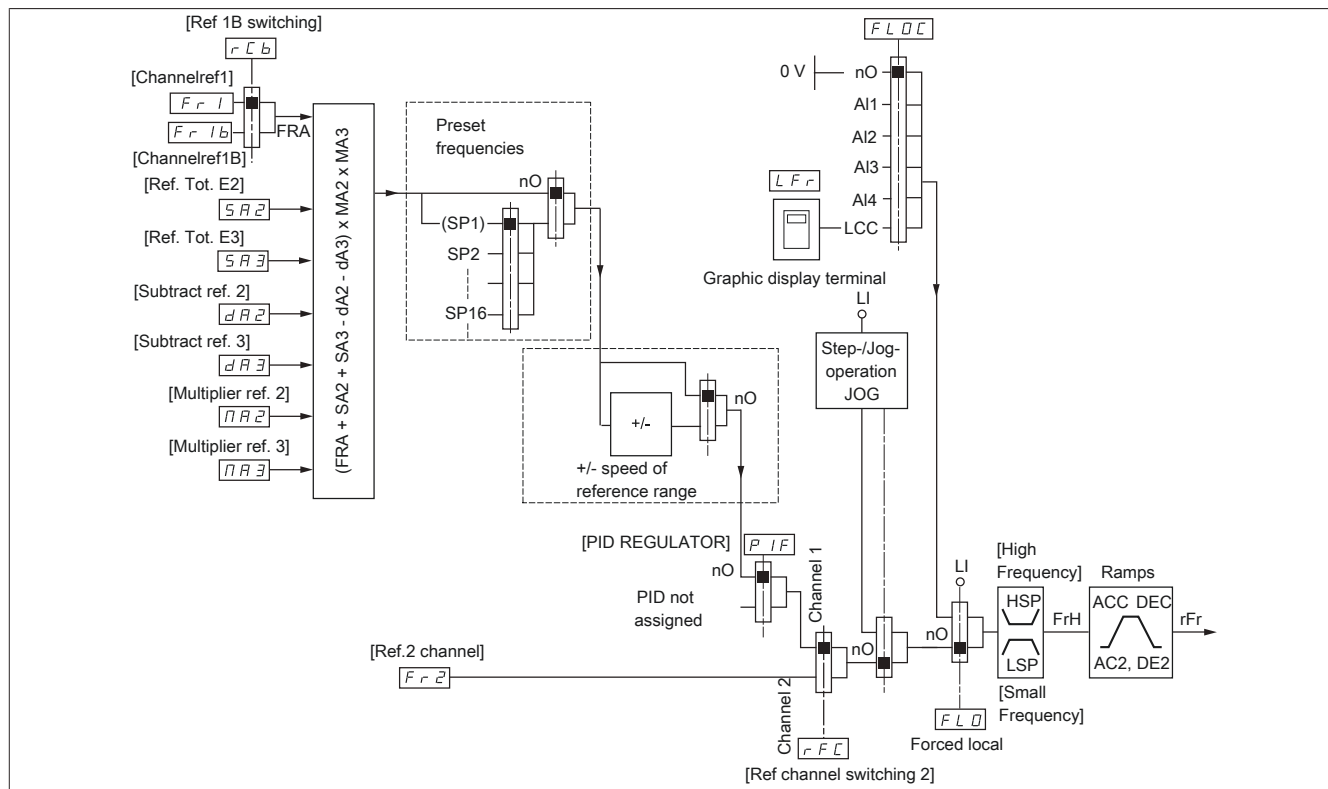 [Ref 1B switching]
rCb
[Channelref1]
Fr1
Fr1b
FRA
[Channelref1B]
[Ref. Tot. E2]
SA2
[Ref. Tot. E3]
SA3
[Subtract ref. 2]
dA2
[Subtract ref. 3]
dA3
[Multiplier ref. 2]
MA2
[Multiplier ref. 3]
MA3
(FRA + SA2 + SA3 - dA2 - dA3) x MA2 x MA3
Preset
frequencies
nO
(SP1)
SP2
SP16
+/-
nO
+/- speed of
reference range
FLOC
0 V
nO
AI1
AI2
AI3
AI4
LCC
LFr
Graphic display terminal
LI
Step-/Jog-
operation
JOG
[PID REGULATOR]
PIF
nO
PID not
assigned
Channel 1
Channel 2
[Ref.2 channel]
Fr2
rFC
[Ref channel switching 2]
nO
nO
LI
FLO
Forced local
[High
Frequency]
HSP
LSP
[Small
Frequency]
FrH
Ramps
ACC DEC
AC2, DE2
rFr